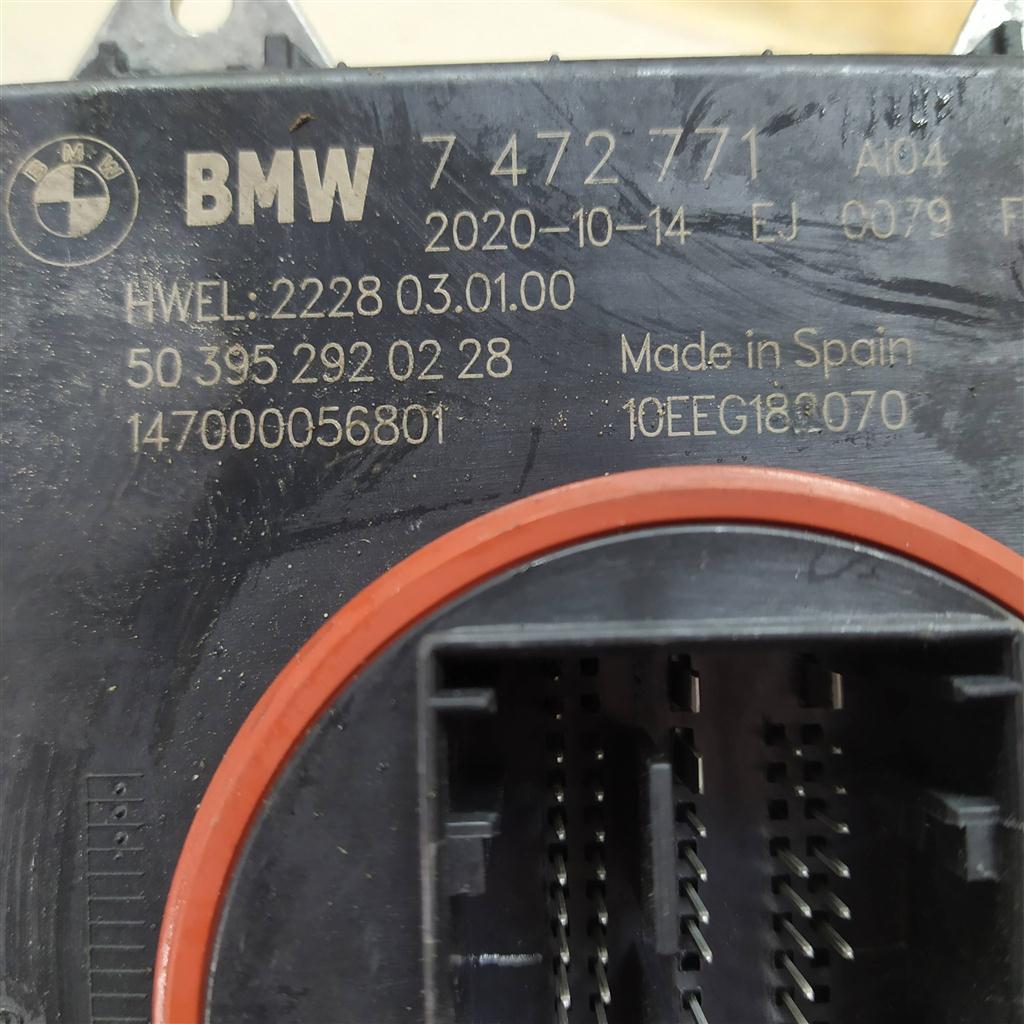 BMW BMW 7 472 771 AI04
2020-10-14 EJ 0079 F
HWEL: 2228 03.01.00
50 395 292 02 28 Made in Spain
147000056801 10EEG182070